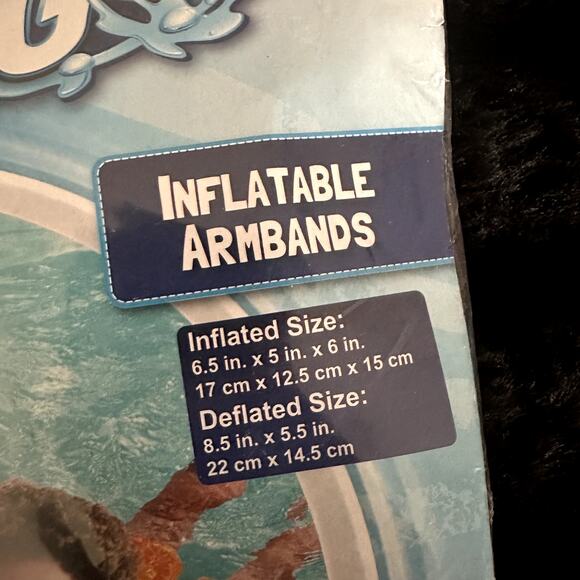 G
INFLATABLE
ARMBANDS
Inflated Size:
6.5 in. x 5 in. x 6 in.
17 cm x 12.5 cm x 15 cm
Deflated Size:
8.5 in. x 5.5 in.
22 cm x 14.5 cm